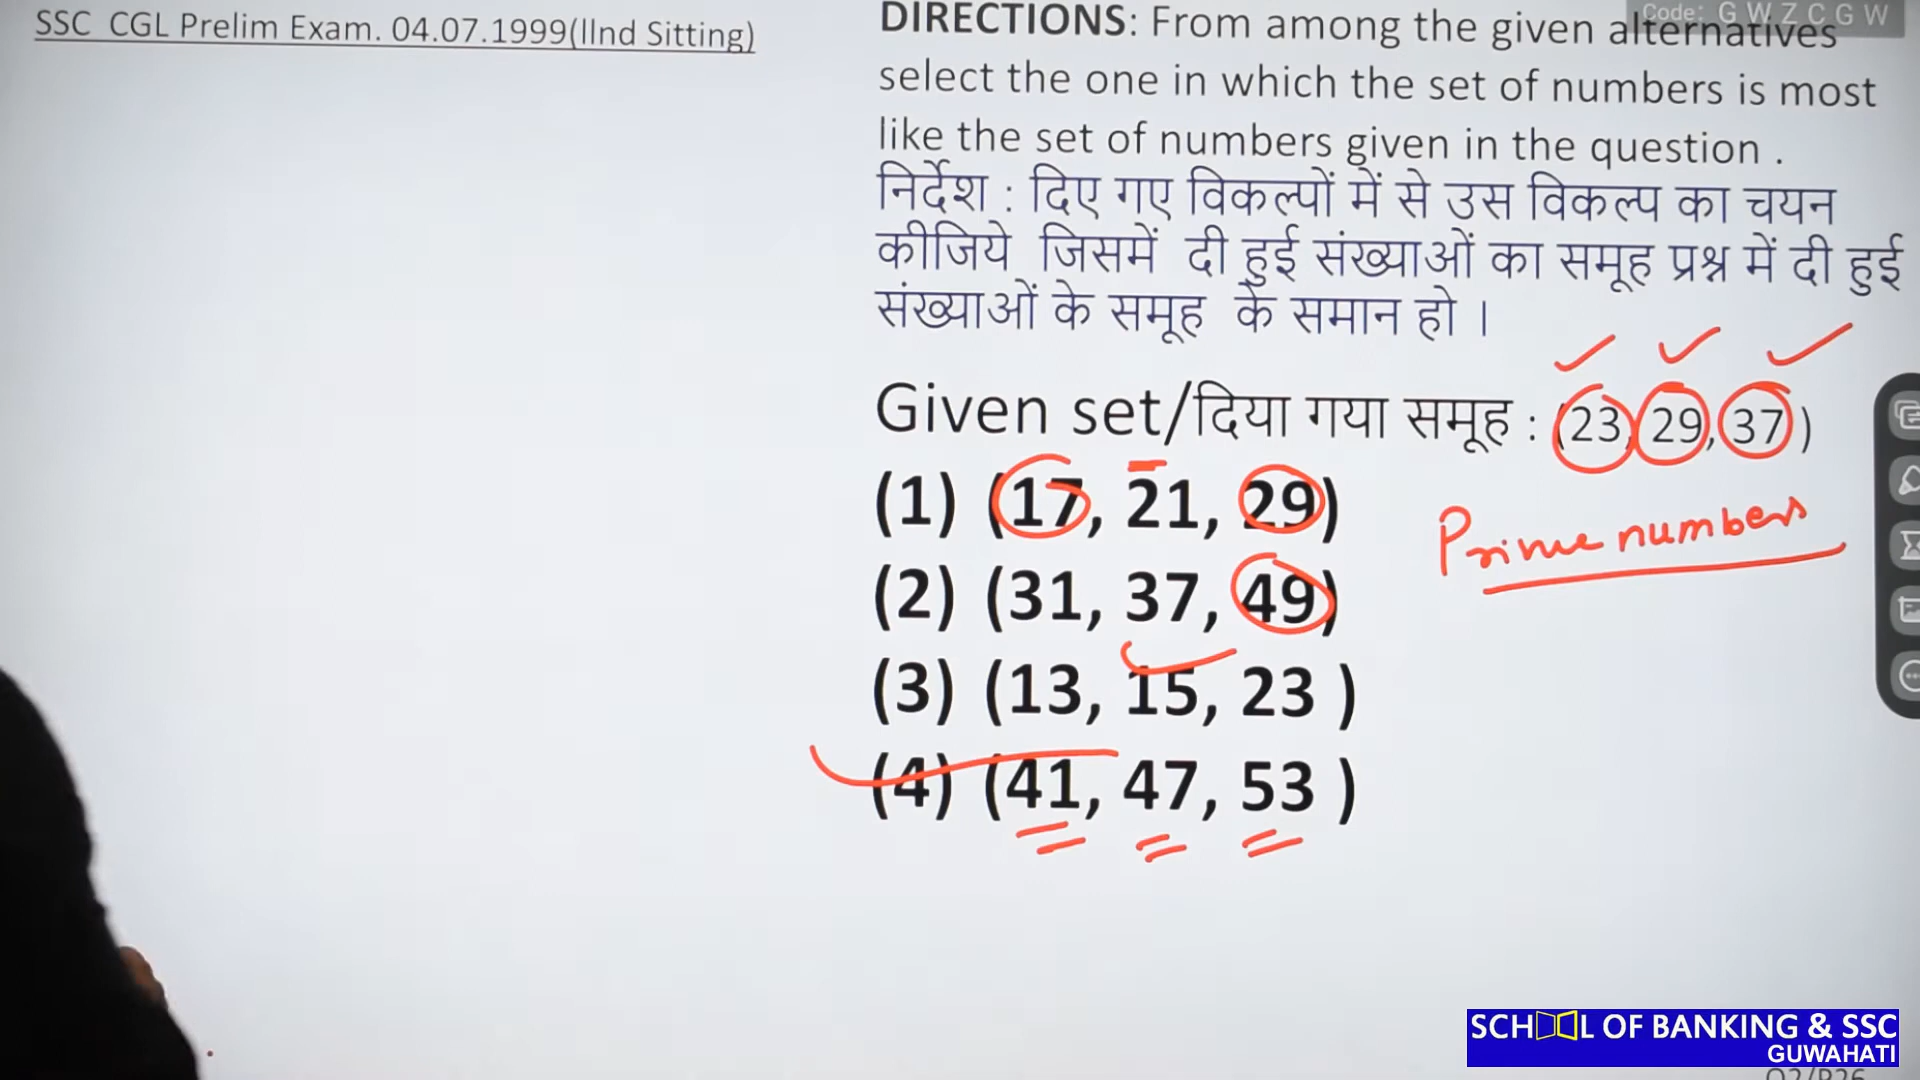 SSC CGL Prelim Exam. 04.07.1999(IInd Sitting)
Code: G W Z C G W
DIRECTIONS: From among the given alternatives
select the one in which the set of numbers is most
like the set of numbers given in the question .
निर्देश : दिए गए विकल्पों में से उस विकल्प का चयन
कीजिये जिसमें दी हुई संख्याओं का समूह प्रश्न में दी हुई
संख्याओं के समूह के समान हो ।
Given set/दिया गया समूह : (23, 29, 37 )
(1) (17, 21, 29)
Prime numbers
(2) (31, 37, 49)
(3) (13, 15, 23 )
(4) (41, 47, 53 )
SCHOOL OF BANKING & SSC
GUWAHATI